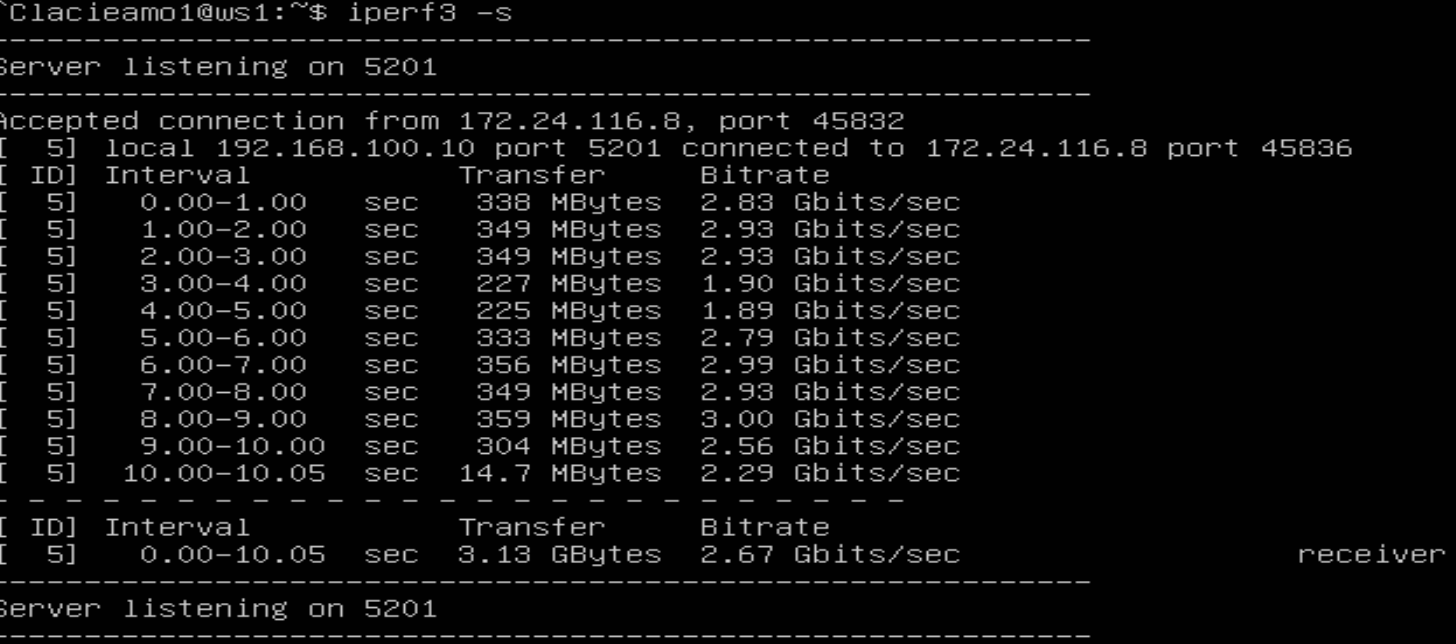 `Clacieamo1@ws1:~$ iperf3 -s
-----------------------------------------------------------
Server listening on 5201
-----------------------------------------------------------
Accepted connection from 172.24.116.8, port 45832
[  5] local 192.168.100.10 port 5201 connected to 172.24.116.8 port 45836
[ ID] Interval           Transfer     Bitrate
[  5]   0.00-1.00   sec   338 MBytes  2.83 Gbits/sec
[  5]   1.00-2.00   sec   349 MBytes  2.93 Gbits/sec
[  5]   2.00-3.00   sec   349 MBytes  2.93 Gbits/sec
[  5]   3.00-4.00   sec   227 MBytes  1.90 Gbits/sec
[  5]   4.00-5.00   sec   225 MBytes  1.89 Gbits/sec
[  5]   5.00-6.00   sec   333 MBytes  2.79 Gbits/sec
[  5]   6.00-7.00   sec   356 MBytes  2.99 Gbits/sec
[  5]   7.00-8.00   sec   349 MBytes  2.93 Gbits/sec
[  5]   8.00-9.00   sec   359 MBytes  3.00 Gbits/sec
[  5]   9.00-10.00  sec   304 MBytes  2.56 Gbits/sec
[  5]  10.00-10.05  sec  14.7 MBytes  2.29 Gbits/sec
- - - - - - - - - - - - - - - - - - - - - - - - -
[ ID] Interval           Transfer     Bitrate
[  5]   0.00-10.05  sec  3.13 GBytes  2.67 Gbits/sec                  receiver
-----------------------------------------------------------
Server listening on 5201
-----------------------------------------------------------